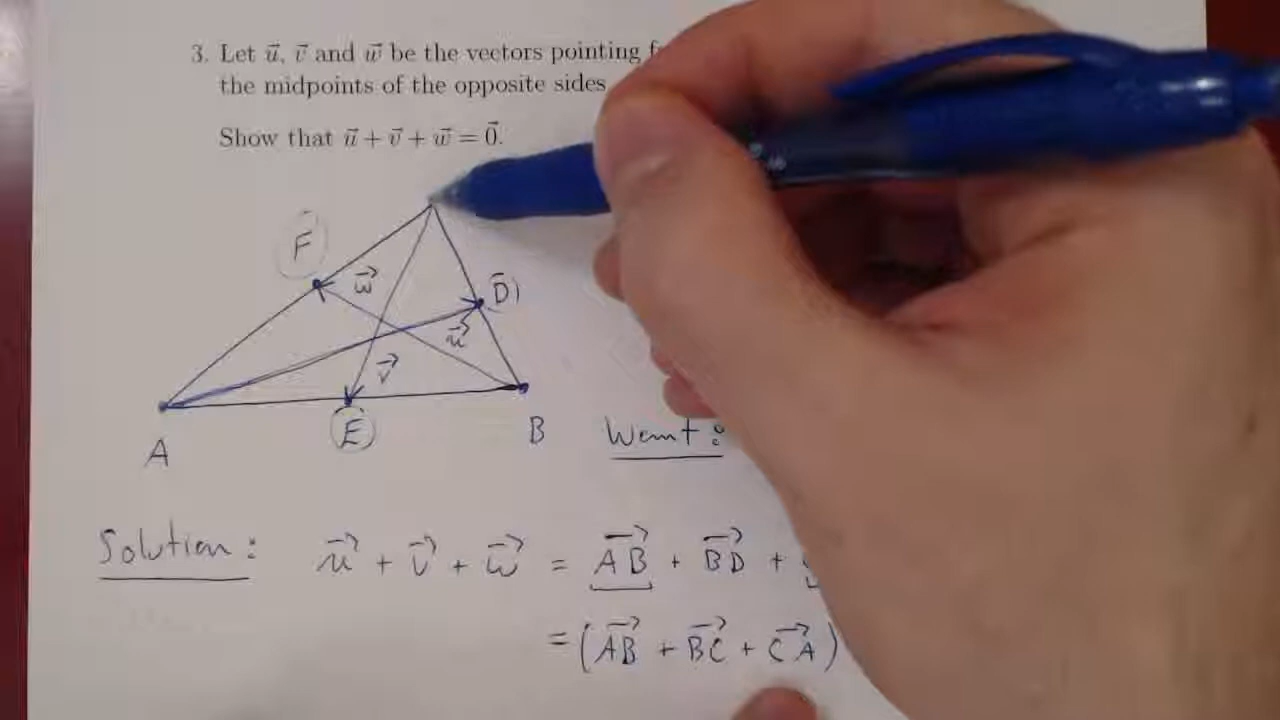 3. Let u⃗, v⃗ and w⃗ be the vectors pointing
the midpoints of the opposite sides
Show that u⃗ + v⃗ + w⃗ = 0⃗.
F
w⃗
D
u⃗
v⃗
E
B
A
Want:
Solution: u⃗ + v⃗ + w⃗ = AB⃗ + BD⃗ +
= (AB⃗ + BC⃗ + CA⃗)